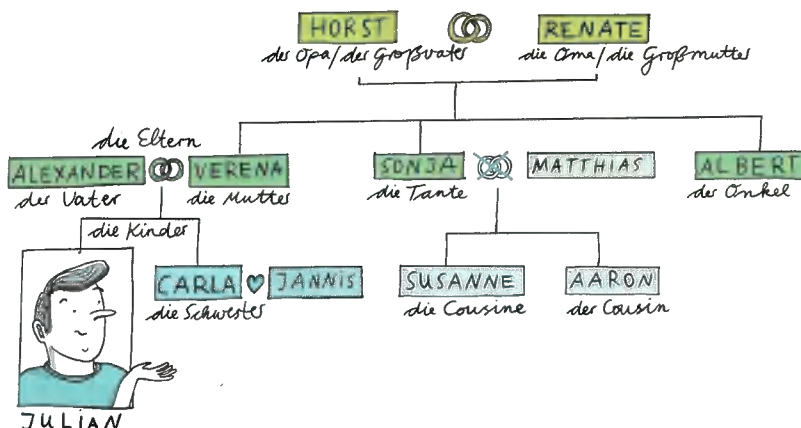 HORST RENATE
der Opa/der Großvater die Oma/die Großmutter
die Eltern
ALEXANDER VERENA SONJA MATTHIAS ALBERT
der Vater die Mutter die Tante der Onkel
die Kinder
CARLA JANNIS SUSANNE AARON
die Schwester die Cousine der Cousin
JULIAN